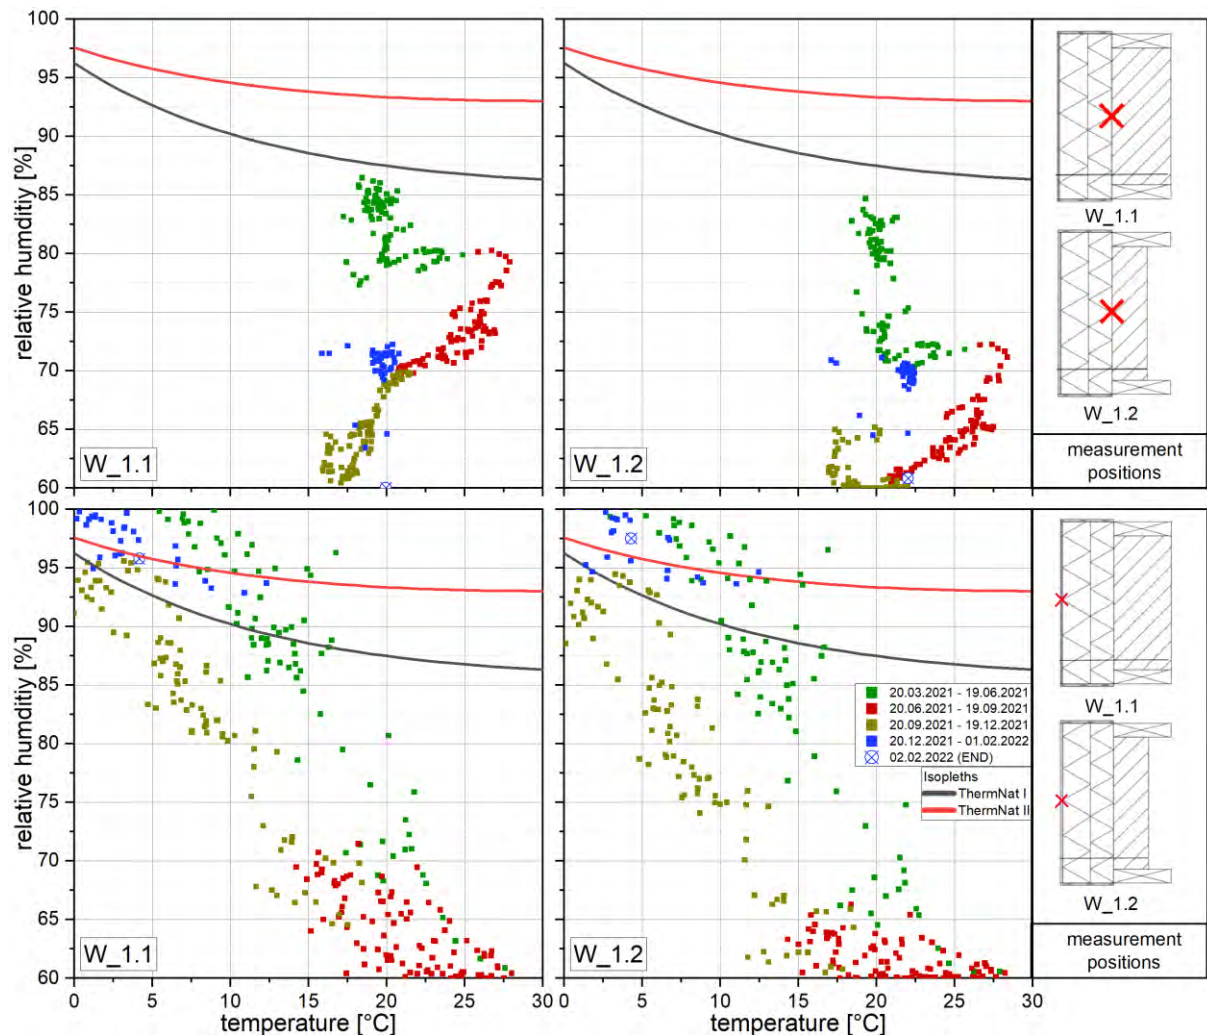 100
95
90
85
80
75
70
65
60
relative humditiy [%]
W_1.1
W_1.2
W_1.1
W_1.2
measurement
positions
100
95
90
85
80
75
70
65
60
relative humditiy [%]
W_1.1
0 5 10 15 20 25 30
temperature [°C]
20.03.2021 - 19.06.2021
20.06.2021 - 19.09.2021
20.09.2021 - 19.12.2021
20.12.2021 - 01.02.2022
02.02.2022 (END)
Isopleths
ThermNat I
ThermNat II
W_1.2
0 5 10 15 20 25 30
temperature [°C]
W_1.1
W_1.2
measurement
positions